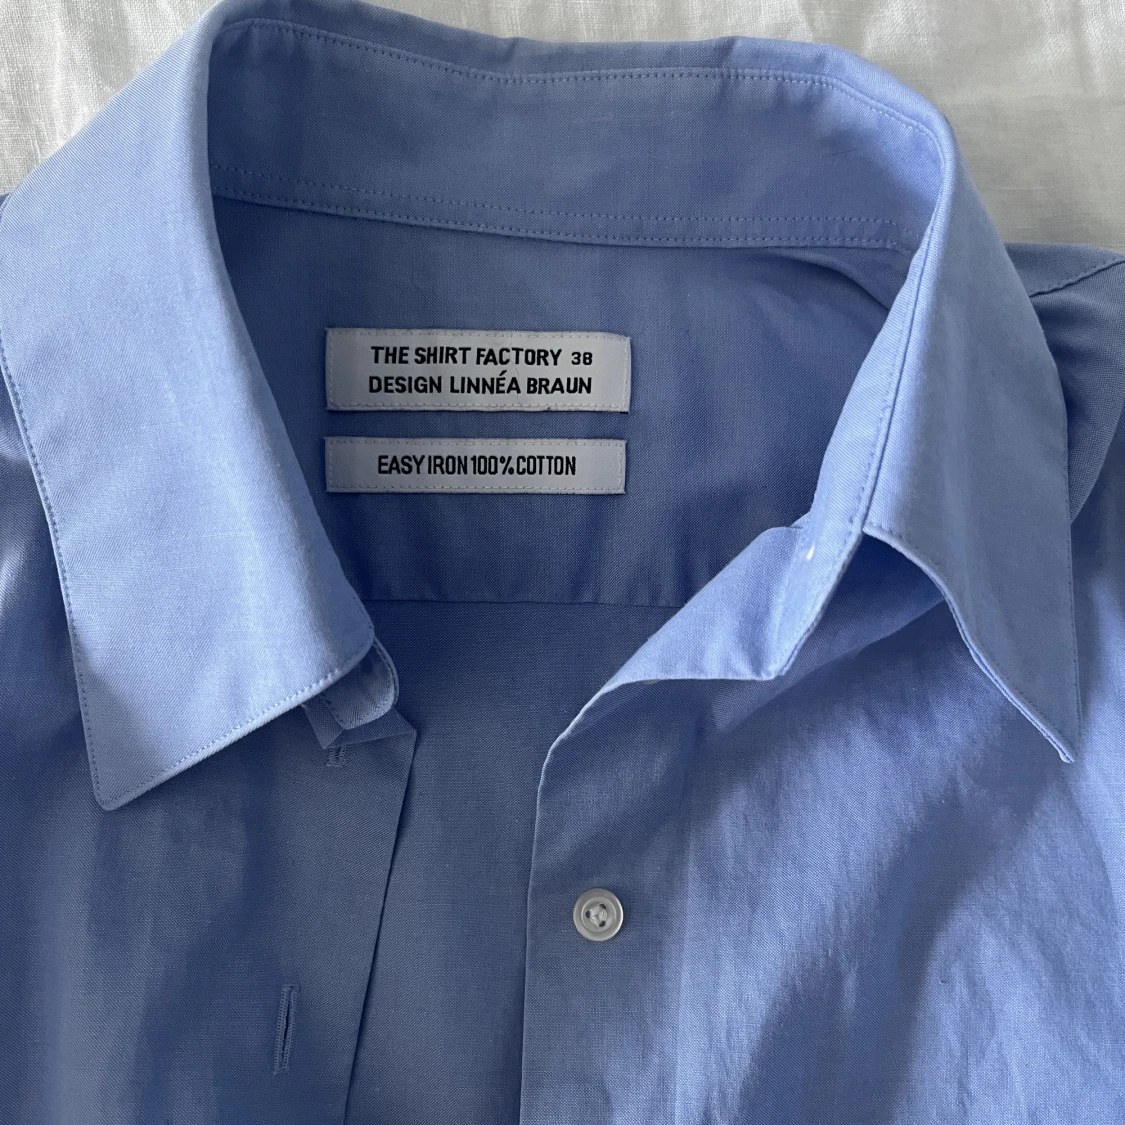 THE SHIRT FACTORY 38
DESIGN LINNÉA BRAUN
EASY IRON 100% COTTON